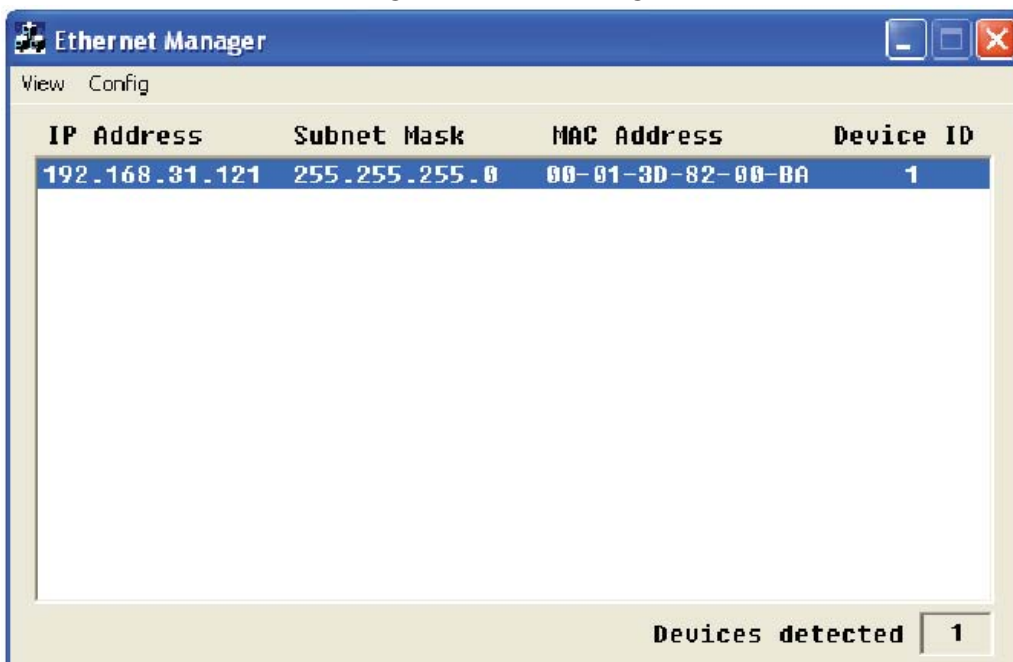 Ethernet Manager
View Config
IP Address Subnet Mask MAC Address Device ID
192.168.31.121 255.255.255.0 00-01-3D-82-00-BA 1
Devices detected 1